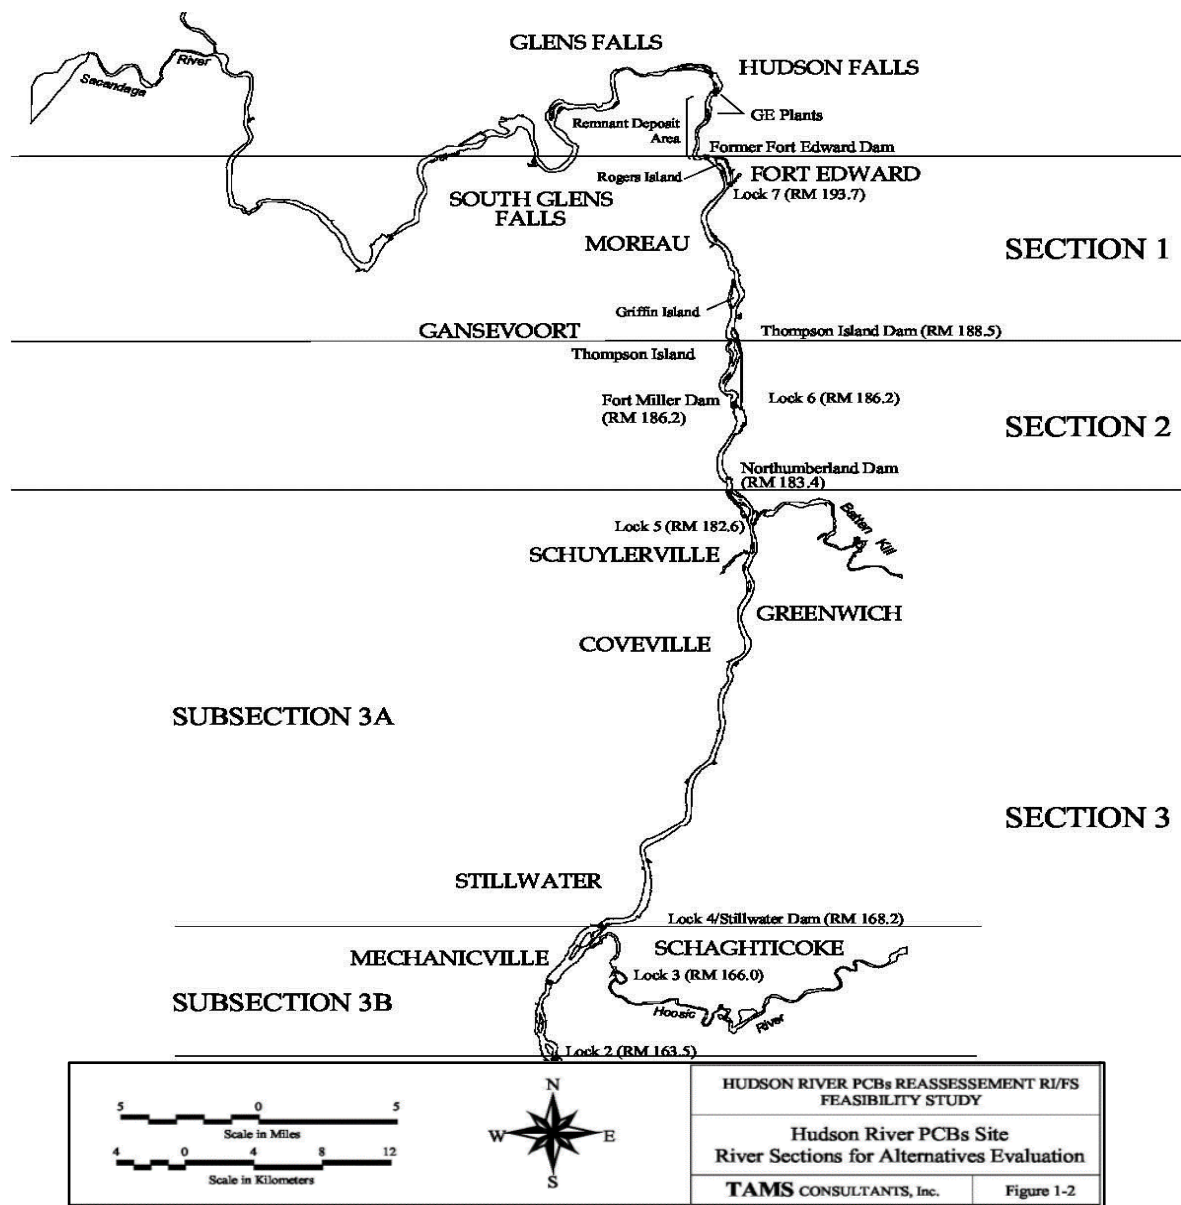 GLENS FALLS
HUDSON FALLS
River
Sacandaga
GE Plants
Remnant Deposit
Area
Former Fort Edward Dam
Rogers Island
FORT EDWARD
Lock 7 (RM 193.7)
SOUTH GLENS
FALLS
MOREAU
SECTION 1
Griffin Island
GANSEVOORT
Thompson Island Dam (RM 188.5)
Thompson Island
Fort Miller Dam
(RM 186.2)
Lock 6 (RM 186.2)
SECTION 2
Northumberland Dam
(RM 183.4)
Lock 5 (RM 182.6)
Batten Kill
SCHUYLERVILLE
GREENWICH
COVEVILLE
SUBSECTION 3A
SECTION 3
STILLWATER
Lock 4/Stillwater Dam (RM 168.2)
MECHANICVILLE
SCHAGHTICOKE
Lock 3 (RM 166.0)
SUBSECTION 3B
Hoosic River
Lock 2 (RM 163.5)
5 0 5
Scale in Miles
4 0 4 8 12
Scale in Kilometers
N
W E
S
HUDSON RIVER PCBs REASSESSEMENT RI/FS
FEASIBILITY STUDY
Hudson River PCBs Site
River Sections for Alternatives Evaluation
TAMS CONSULTANTS, Inc.
Figure 1-2